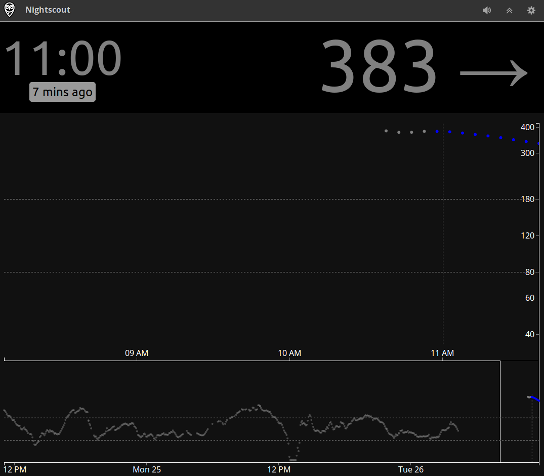 Nightscout
11:00
7 mins ago
383 →
400
300
180
120
80
60
40
09 AM
10 AM
11 AM
12 PM
Mon 25
12 PM
Tue 26